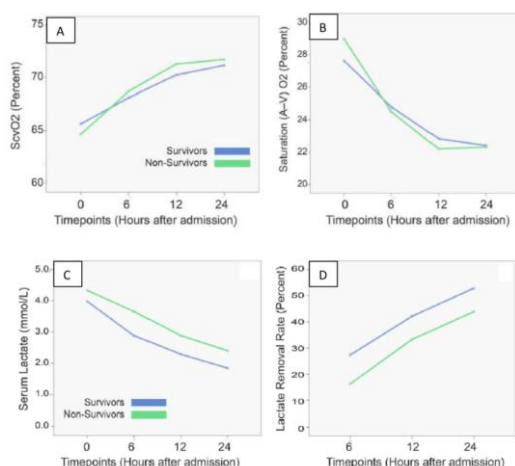 A
ScvO2 (Percent)
75
70
65
60
Survivors
Non-Survivors
0 6 12 24
Timepoints (Hours after admission)
B
Saturation (A–V) O2 (Percent)
28
26
24
22
20
0 6 12 24
Timepoints (Hours after admission)
C
Serum Lactate (mmol/L)
5.0
4.0
3.0
2.0
1.0
0.0
Survivors
Non-Survivors
0 6 12 24
Timepoints (Hours after admission)
D
Lactate Removal Rate (Percent)
60
50
40
30
20
10
0
6 12 24
Timepoints (Hours after admission)